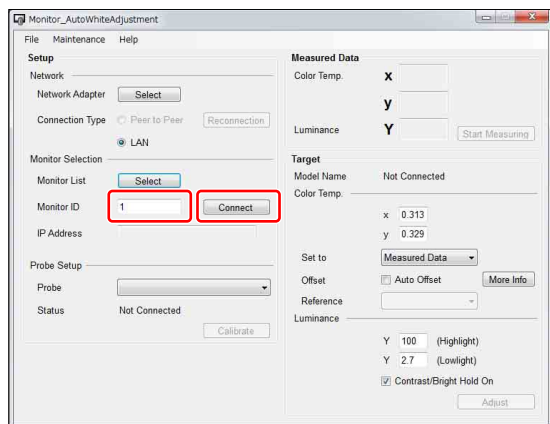 Monitor_AutoWhiteAdjustment
File Maintenance Help
Setup
Network
Network Adapter Select
Connection Type Peer to Peer Reconnection
LAN
Monitor Selection
Monitor List Select
Monitor ID 1 Connect
IP Address
Probe Setup
Probe
Status Not Connected
Calibrate
Measured Data
Color Temp. x
y
Luminance Y Start Measuring
Target
Model Name Not Connected
Color Temp.
x 0.313
y 0.329
Set to Measured Data
Offset Auto Offset More Info
Reference
Luminance
Y 100 (Highlight)
Y 2.7 (Lowlight)
Contrast/Bright Hold On
Adjust